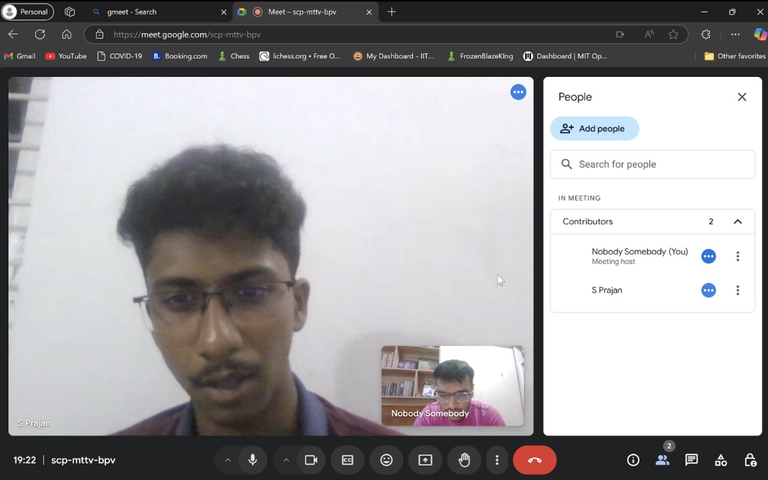 Personal
gmeet - Search
Meet – scp-mttv-bpv
https://meet.google.com/scp-mttv-bpv
Gmail
YouTube
COVID-19
Booking.com
Chess
lichess.org • Free O...
My Dashboard - IIT...
FrozenBlazeKIng
Dashboard | MIT Op...
Other favorites
People
Add people
Search for people
IN MEETING
Contributors 2
Nobody Somebody (You)
Meeting host
S Prajan
S Prajan
Nobody Somebody
19:22 | scp-mttv-bpv
2